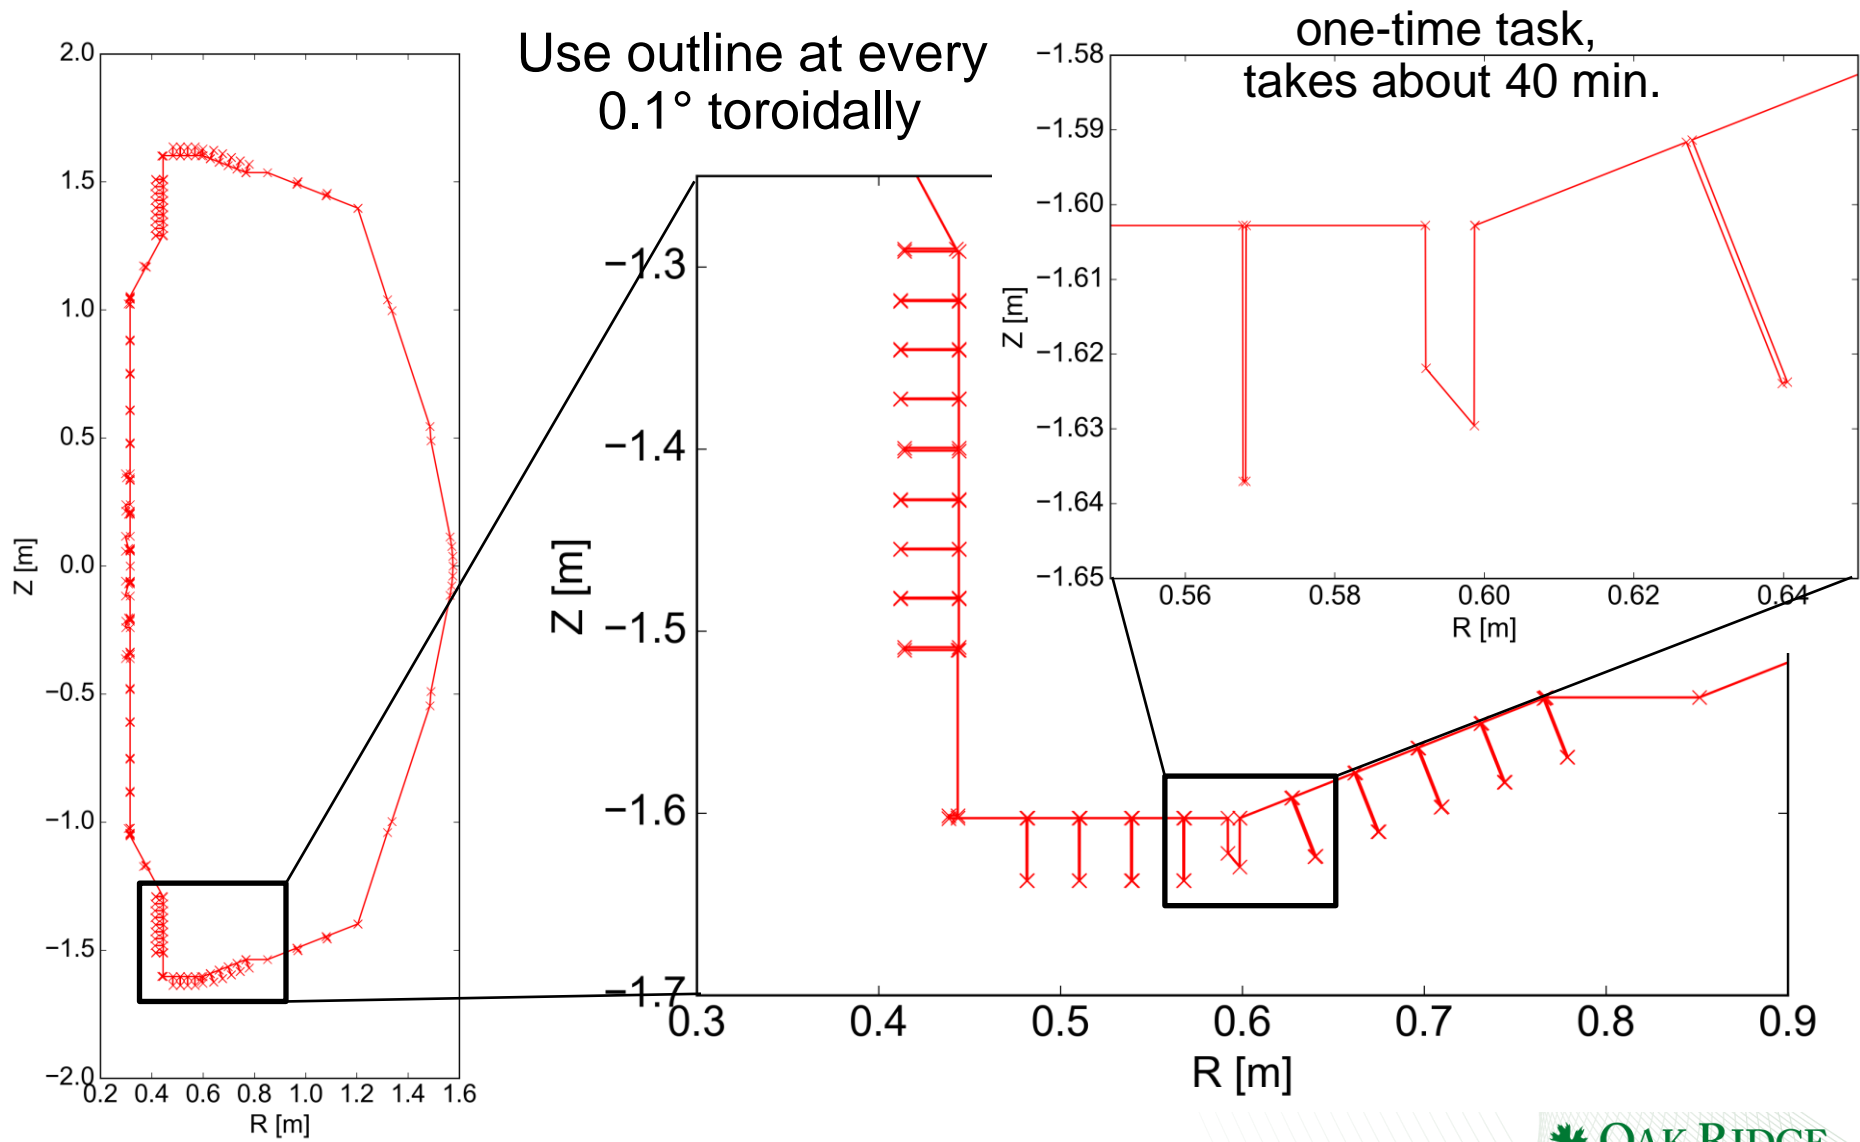 Use outline at every
0.1° toroidally
one-time task,
takes about 40 min.
2.0
1.5
1.0
0.5
0.0
−0.5
−1.0
−1.5
−2.0
Z [m]
0.2 0.4 0.6 0.8 1.0 1.2 1.4 1.6
R [m]
−1.3
−1.4
−1.5
−1.6
−1.7
Z [m]
0.3 0.4 0.5 0.6 0.7 0.8 0.9
R [m]
−1.58
−1.59
−1.60
−1.61
−1.62
−1.63
−1.64
−1.65
Z [m]
0.56 0.58 0.60 0.62 0.64
R [m]
OAK RIDGE